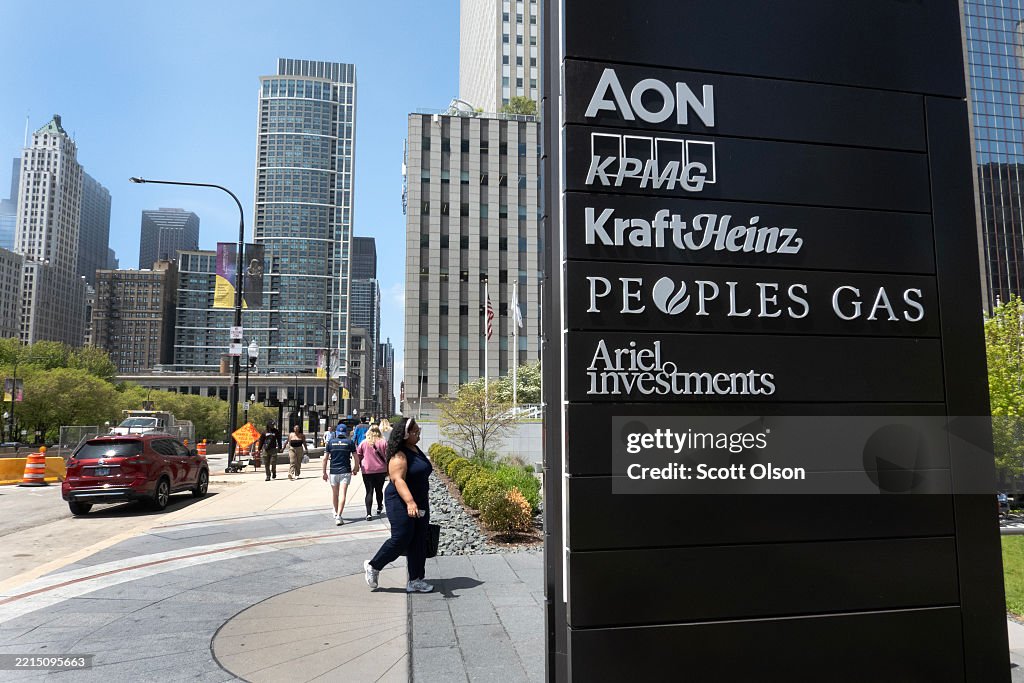 AON
KPMG
KraftHeinz
PEOPLES GAS
Ariel
investments
gettyimages
Credit: Scott Olson
2215095663